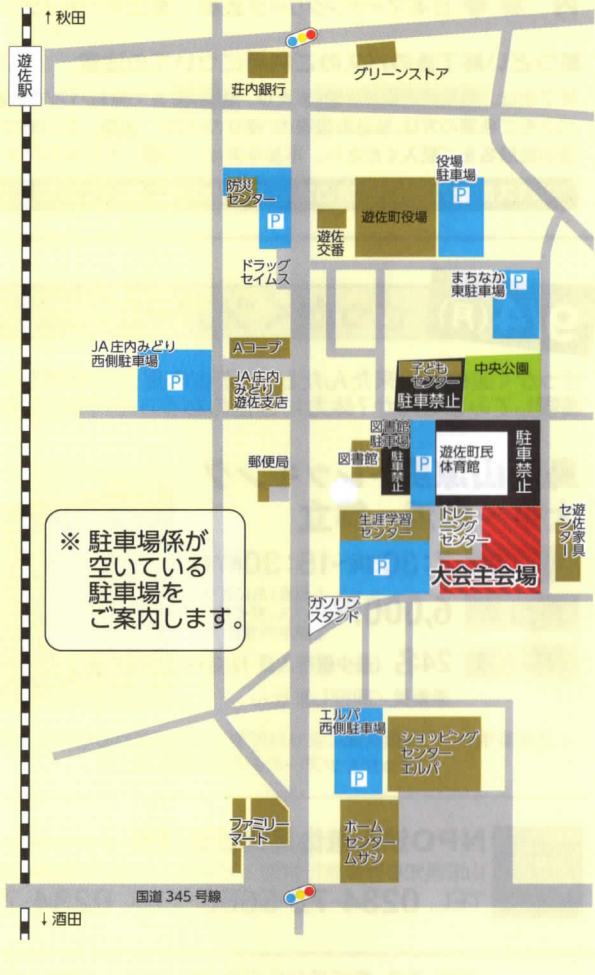 ↑秋田
遊佐駅
荘内銀行
グリーンストア
防災
センター
P
役場
駐車場
P
遊佐町役場
遊佐
交番
ドラッグ
セイムス
まちなか
東駐車場
P
JA庄内みどり
西側駐車場
P
Aコープ
JA庄内
みどり
遊佐支店
子ども
センター
駐車禁止
中央公園
図書館
駐車場
図書館
駐車禁止
P
遊佐町民
体育館
駐車禁止
郵便局
生涯学習
センター
P
トレー
ニング
センター
大会主会場
遊佐家具
センター
※ 駐車場係が
空いている
駐車場を
ご案内します。
ガソリン
スタンド
エルパ
西側駐車場
P
ショッピング
センター
エルパ
ファミリー
マート
ホーム
センター
ムサシ
国道345号線
↓酒田